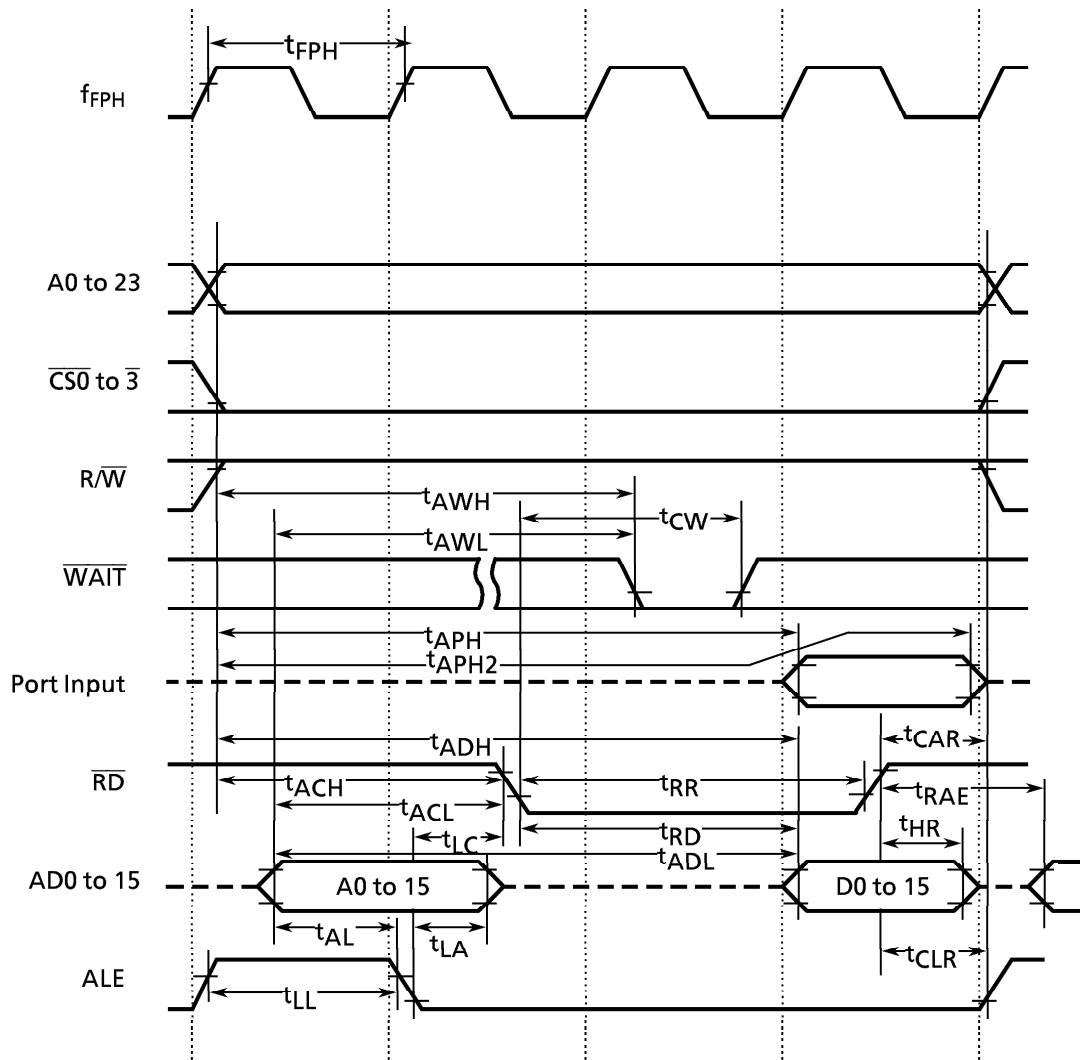 tFPH
fFPH
A0 to 23
CS0 to 3
R/W
tAWH
tCW
tAWL
WAIT
tAPH
tAPH2
Port Input
tADH
tCAR
RD
tACH
tRR
tRAE
tACL
tRD
tHR
tLC
tADL
AD0 to 15
A0 to 15
D0 to 15
tAL
tLA
tCLR
ALE
tLL